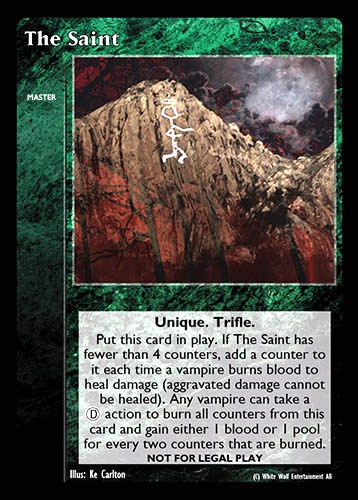 The Saint
MASTER
Unique. Trifle.
Put this card in play. If The Saint has
fewer than 4 counters, add a counter to
it each time a vampire burns blood to
heal damage (aggravated damage cannot
be healed). Any vampire can take a
Ⓓ action to burn all counters from this
card and gain either 1 blood or 1 pool
for every two counters that are burned.
NOT FOR LEGAL PLAY
Illus: Ke Carlton
(C) White Wolf Entertainment AB